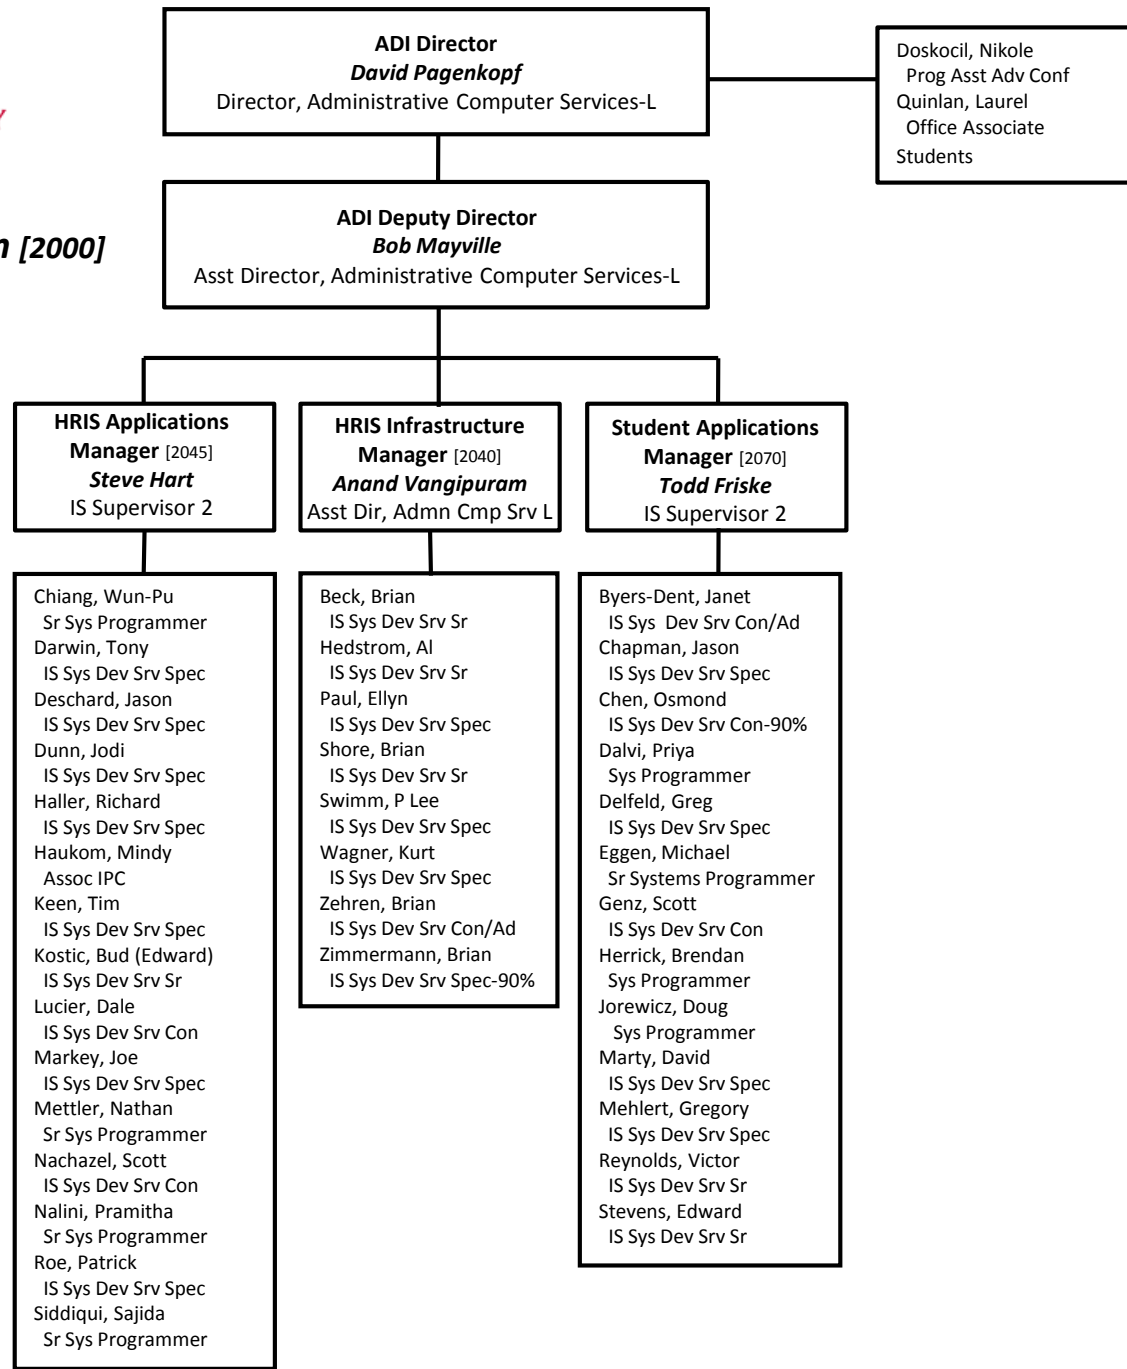 ADI Director
David Pagenkopf
Director, Administrative Computer Services-L
Doskocil, Nikole
Prog Asst Adv Conf
Quinlan, Laurel
Office Associate
Students
Y
n [2000]
ADI Deputy Director
Bob Mayville
Asst Director, Administrative Computer Services-L
HRIS Applications
Manager [2045]
Steve Hart
IS Supervisor 2
HRIS Infrastructure
Manager [2040]
Anand Vangipuram
Asst Dir, Admn Cmp Srv L
Student Applications
Manager [2070]
Todd Friske
IS Supervisor 2
Chiang, Wun-Pu
Sr Sys Programmer
Darwin, Tony
IS Sys Dev Srv Spec
Deschard, Jason
IS Sys Dev Srv Spec
Dunn, Jodi
IS Sys Dev Srv Spec
Haller, Richard
IS Sys Dev Srv Spec
Haukom, Mindy
Assoc IPC
Keen, Tim
IS Sys Dev Srv Spec
Kostic, Bud (Edward)
IS Sys Dev Srv Sr
Lucier, Dale
IS Sys Dev Srv Con
Markey, Joe
IS Sys Dev Srv Spec
Mettler, Nathan
Sr Sys Programmer
Nachazel, Scott
IS Sys Dev Srv Con
Nalini, Pramitha
Sr Sys Programmer
Roe, Patrick
IS Sys Dev Srv Spec
Siddiqui, Sajida
Sr Sys Programmer
Beck, Brian
IS Sys Dev Srv Sr
Hedstrom, Al
IS Sys Dev Srv Sr
Paul, Ellyn
IS Sys Dev Srv Spec
Shore, Brian
IS Sys Dev Srv Sr
Swimm, P Lee
IS Sys Dev Srv Spec
Wagner, Kurt
IS Sys Dev Srv Spec
Zehren, Brian
IS Sys Dev Srv Con/Ad
Zimmermann, Brian
IS Sys Dev Srv Spec-90%
Byers-Dent, Janet
IS Sys Dev Srv Con/Ad
Chapman, Jason
IS Sys Dev Srv Spec
Chen, Osmond
IS Sys Dev Srv Con-90%
Dalvi, Priya
Sys Programmer
Delfeld, Greg
IS Sys Dev Srv Spec
Eggen, Michael
Sr Systems Programmer
Genz, Scott
IS Sys Dev Srv Con
Herrick, Brendan
Sys Programmer
Jorewicz, Doug
Sys Programmer
Marty, David
IS Sys Dev Srv Spec
Mehlert, Gregory
IS Sys Dev Srv Spec
Reynolds, Victor
IS Sys Dev Srv Sr
Stevens, Edward
IS Sys Dev Srv Sr